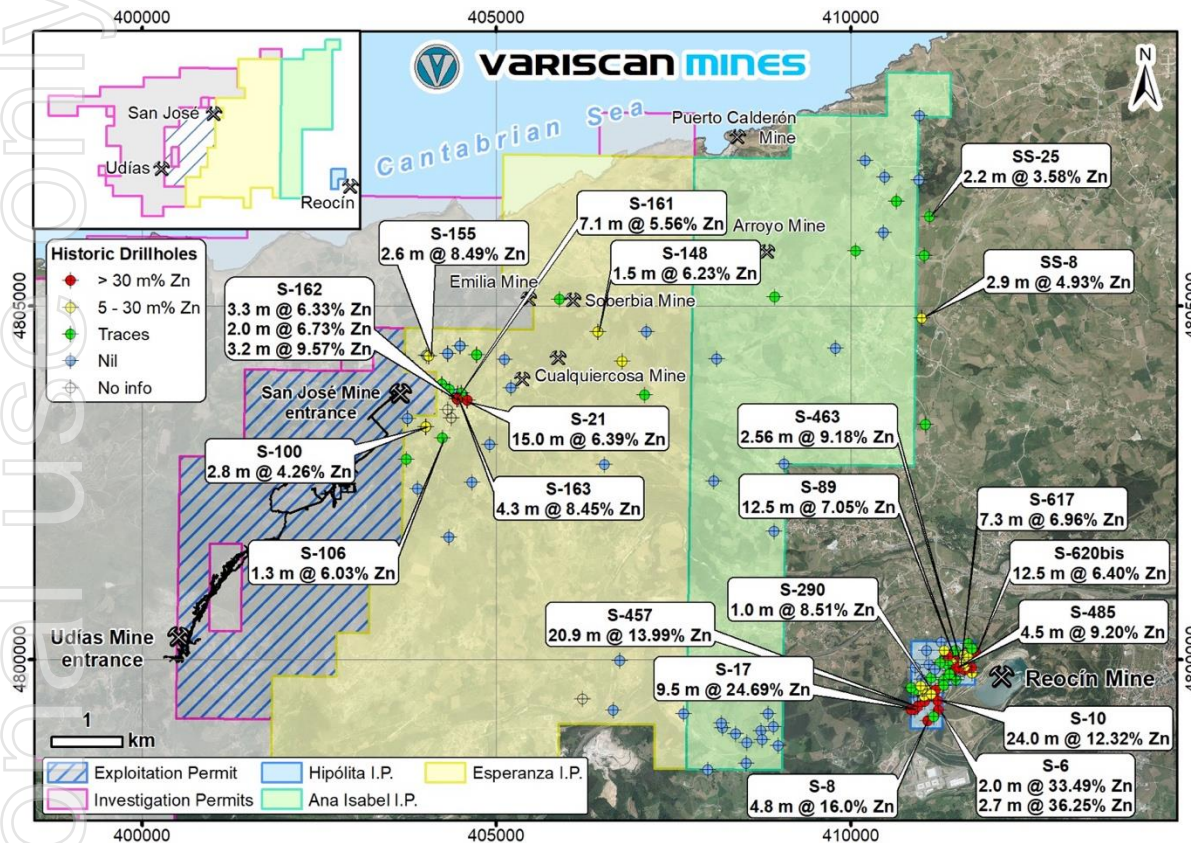 400000
405000
410000
VARISCAN MINES
N
San José
Udías
Reocín
Cantabrian Sea
Puerto Calderón
Mine
SS-25
2.2 m @ 3.58% Zn
S-161
7.1 m @ 5.56% Zn
Arroyo Mine
S-155
2.6 m @ 8.49% Zn
S-148
1.5 m @ 6.23% Zn
Historic Drillholes
> 30 m% Zn
5 - 30 m% Zn
Traces
Nil
No info
Emilia Mine
Soberbia Mine
SS-8
2.9 m @ 4.93% Zn
4805000
4805000
S-162
3.3 m @ 6.33% Zn
2.0 m @ 6.73% Zn
3.2 m @ 9.57% Zn
Cualquiercosa Mine
San José Mine
entrance
S-21
15.0 m @ 6.39% Zn
S-463
2.56 m @ 9.18% Zn
S-100
2.8 m @ 4.26% Zn
S-163
4.3 m @ 8.45% Zn
S-89
12.5 m @ 7.05% Zn
S-617
7.3 m @ 6.96% Zn
S-106
1.3 m @ 6.03% Zn
S-620bis
12.5 m @ 6.40% Zn
S-290
1.0 m @ 8.51% Zn
S-457
20.9 m @ 13.99% Zn
S-485
4.5 m @ 9.20% Zn
Udías Mine
entrance
4800000
4800000
S-17
9.5 m @ 24.69% Zn
Reocín Mine
S-10
24.0 m @ 12.32% Zn
1
km
S-6
2.0 m @ 33.49% Zn
2.7 m @ 36.25% Zn
S-8
4.8 m @ 16.0% Zn
Exploitation Permit
Hipólita I.P.
Esperanza I.P.
Investigation Permits
Ana Isabel I.P.
400000
405000
410000
onal use only